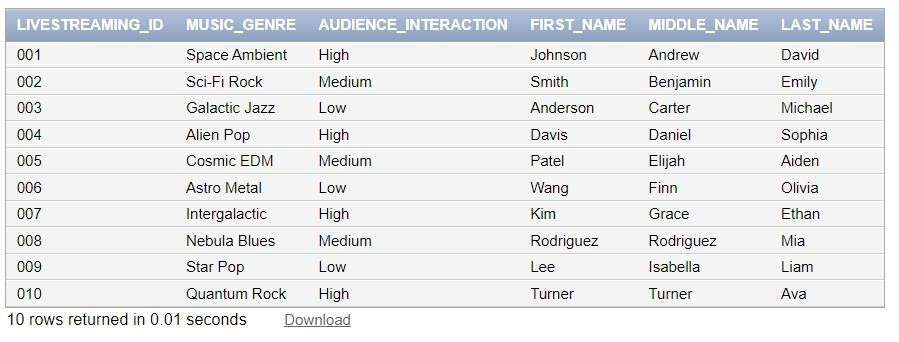 LIVESTREAMING_ID MUSIC_GENRE AUDIENCE_INTERACTION FIRST_NAME MIDDLE_NAME LAST_NAME
001 Space Ambient High Johnson Andrew David
002 Sci-Fi Rock Medium Smith Benjamin Emily
003 Galactic Jazz Low Anderson Carter Michael
004 Alien Pop High Davis Daniel Sophia
005 Cosmic EDM Medium Patel Elijah Aiden
006 Astro Metal Low Wang Finn Olivia
007 Intergalactic High Kim Grace Ethan
008 Nebula Blues Medium Rodriguez Rodriguez Mia
009 Star Pop Low Lee Isabella Liam
010 Quantum Rock High Turner Turner Ava
10 rows returned in 0.01 seconds Download